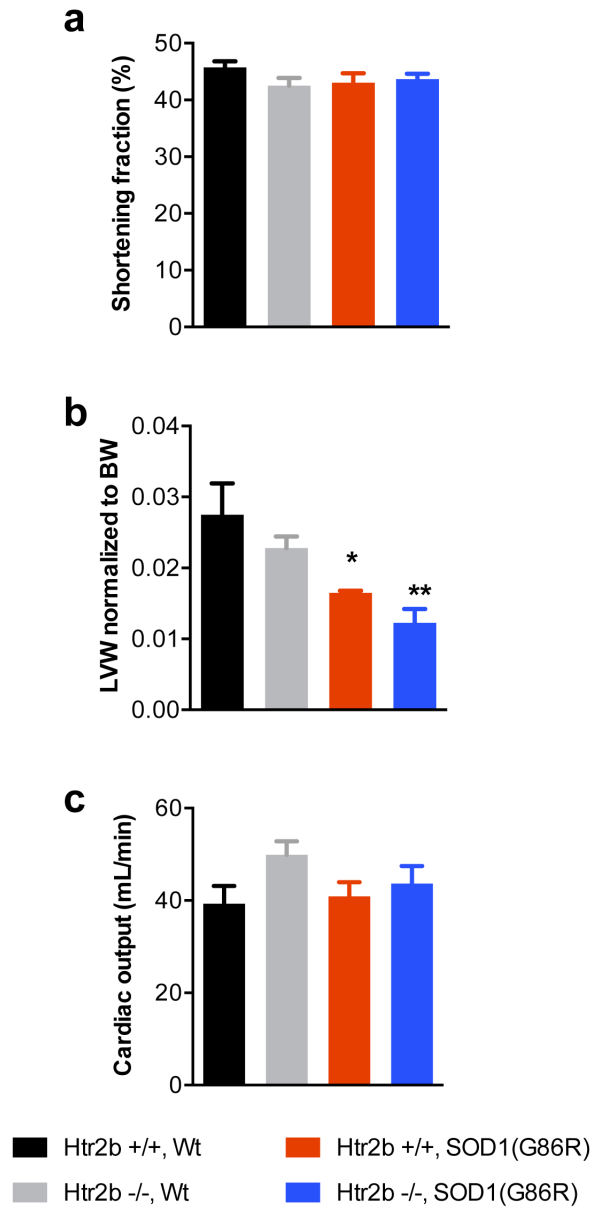 a
Shortening fraction (%)
50
40
30
20
10
0
b
LVW normalized to BW
0.04
0.03
0.02
0.01
0.00
*
**
c
Cardiac output (mL/min)
60
40
20
0
Htr2b +/+, Wt
Htr2b +/+, SOD1(G86R)
Htr2b -/-, Wt
Htr2b -/-, SOD1(G86R)